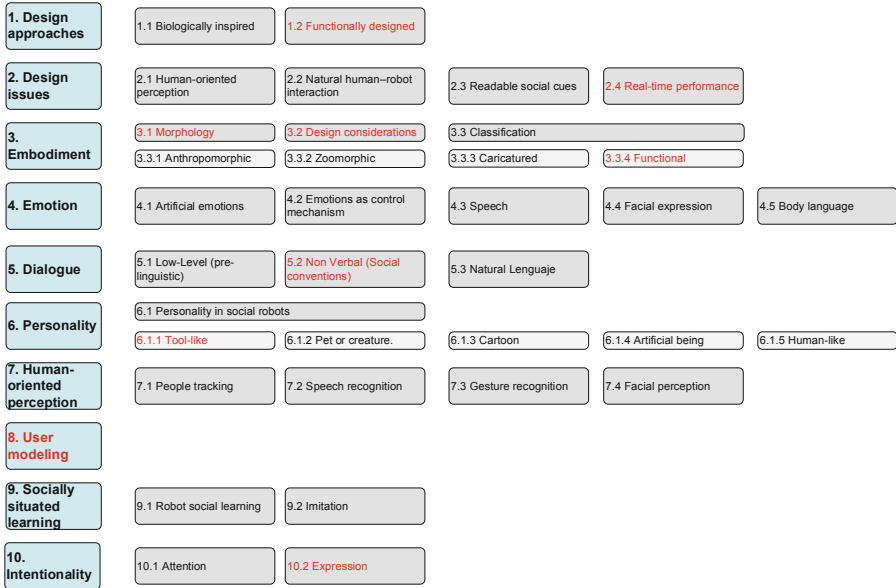 1. Design
approaches
1.1 Biologically inspired
1.2 Functionally designed
2. Design
issues
2.1 Human-oriented
perception
2.2 Natural human–robot
interaction
2.3 Readable social cues
2.4 Real-time performance
3.
Embodiment
3.1 Morphology
3.2 Design considerations
3.3 Classification
3.3.1 Anthropomorphic
3.3.2 Zoomorphic
3.3.3 Caricatured
3.3.4 Functional
4. Emotion
4.1 Artificial emotions
4.2 Emotions as control
mechanism
4.3 Speech
4.4 Facial expression
4.5 Body language
5. Dialogue
5.1 Low-Level (pre-
linguistic)
5.2 Non Verbal (Social
conventions)
5.3 Natural Lenguaje
6. Personality
6.1 Personality in social robots
6.1.1 Tool-like
6.1.2 Pet or creature.
6.1.3 Cartoon
6.1.4 Artificial being
6.1.5 Human-like
7. Human-
oriented
perception
7.1 People tracking
7.2 Speech recognition
7.3 Gesture recognition
7.4 Facial perception
8. User
modeling
9. Socially
situated
learning
9.1 Robot social learning
9.2 Imitation
10.
Intentionality
10.1 Attention
10.2 Expression